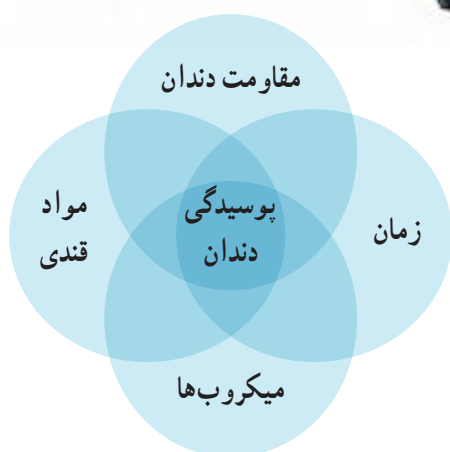 مقاومت دندان
مواد
قندی
پوسیدگی
دندان
زمان
میکروب‌ها